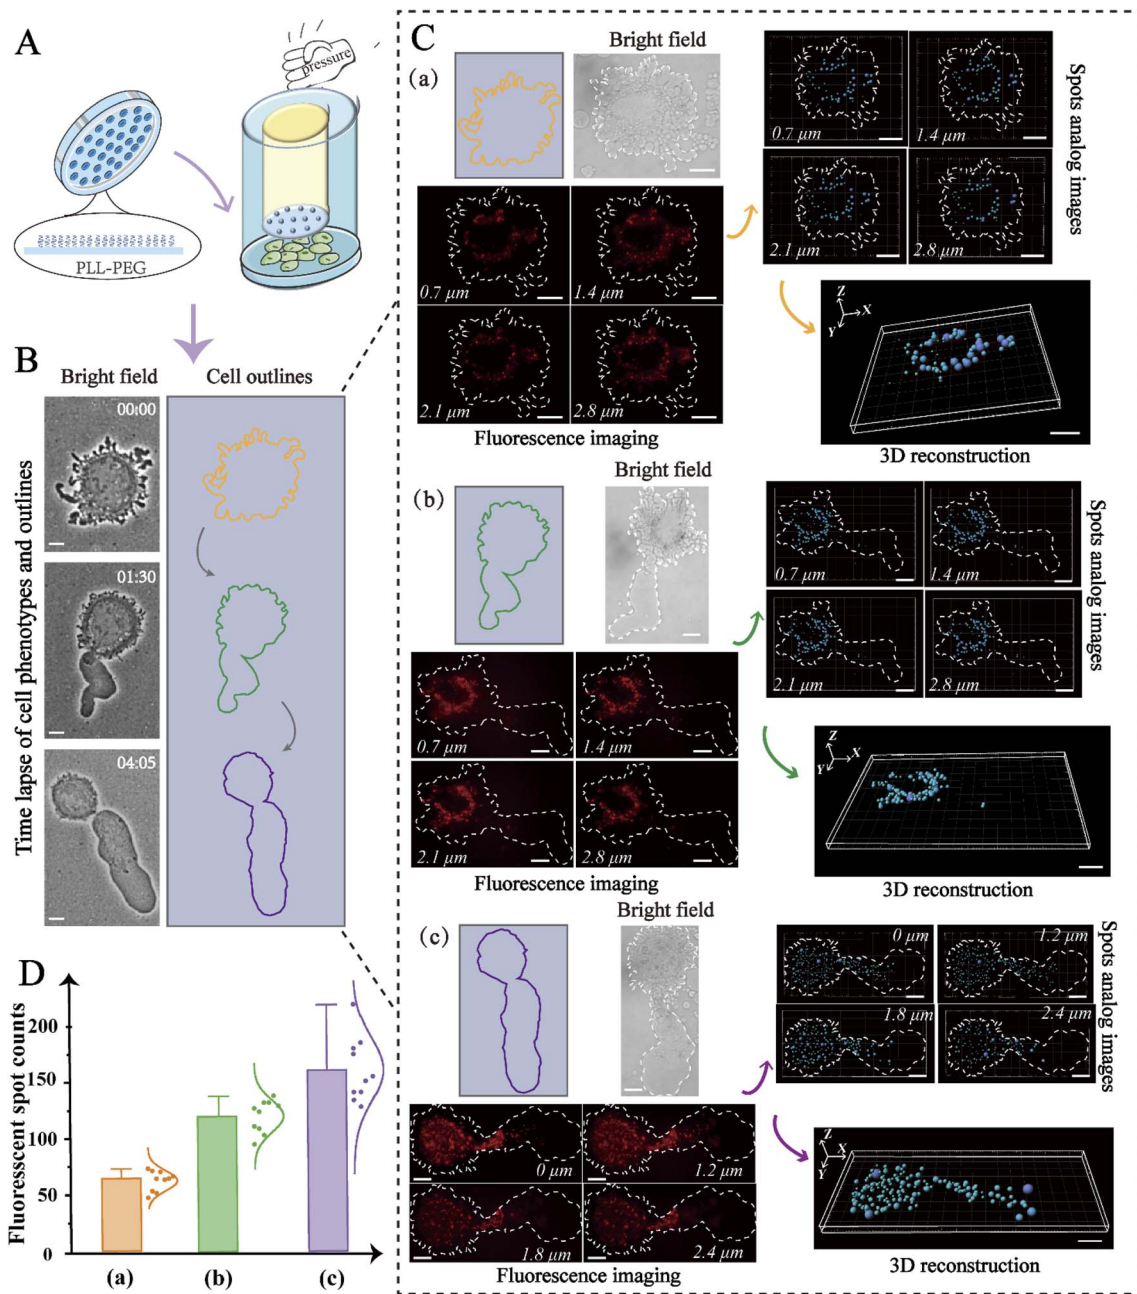 A
pressure
PLL-PEG
B
Bright field
Cell outlines
Time lapse of cell phenotypes and outlines
00:00
01:30
04:05
C
(a)
Bright field
0.7 μm
1.4 μm
2.1 μm
2.8 μm
Fluorescence imaging
0.7 μm
1.4 μm
2.1 μm
2.8 μm
Spots analog images
Z
X
Y
3D reconstruction
(b)
Bright field
0.7 μm
1.4 μm
2.1 μm
2.8 μm
Fluorescence imaging
0.7 μm
1.4 μm
2.1 μm
2.8 μm
Spots analog images
Z
X
Y
3D reconstruction
(c)
Bright field
0 μm
1.2 μm
1.8 μm
2.4 μm
Fluorescence imaging
0 μm
1.2 μm
1.8 μm
2.4 μm
Spots analog images
Z
X
Y
3D reconstruction
D
Fluoresscent spot counts
200
150
100
50
0
(a)
(b)
(c)